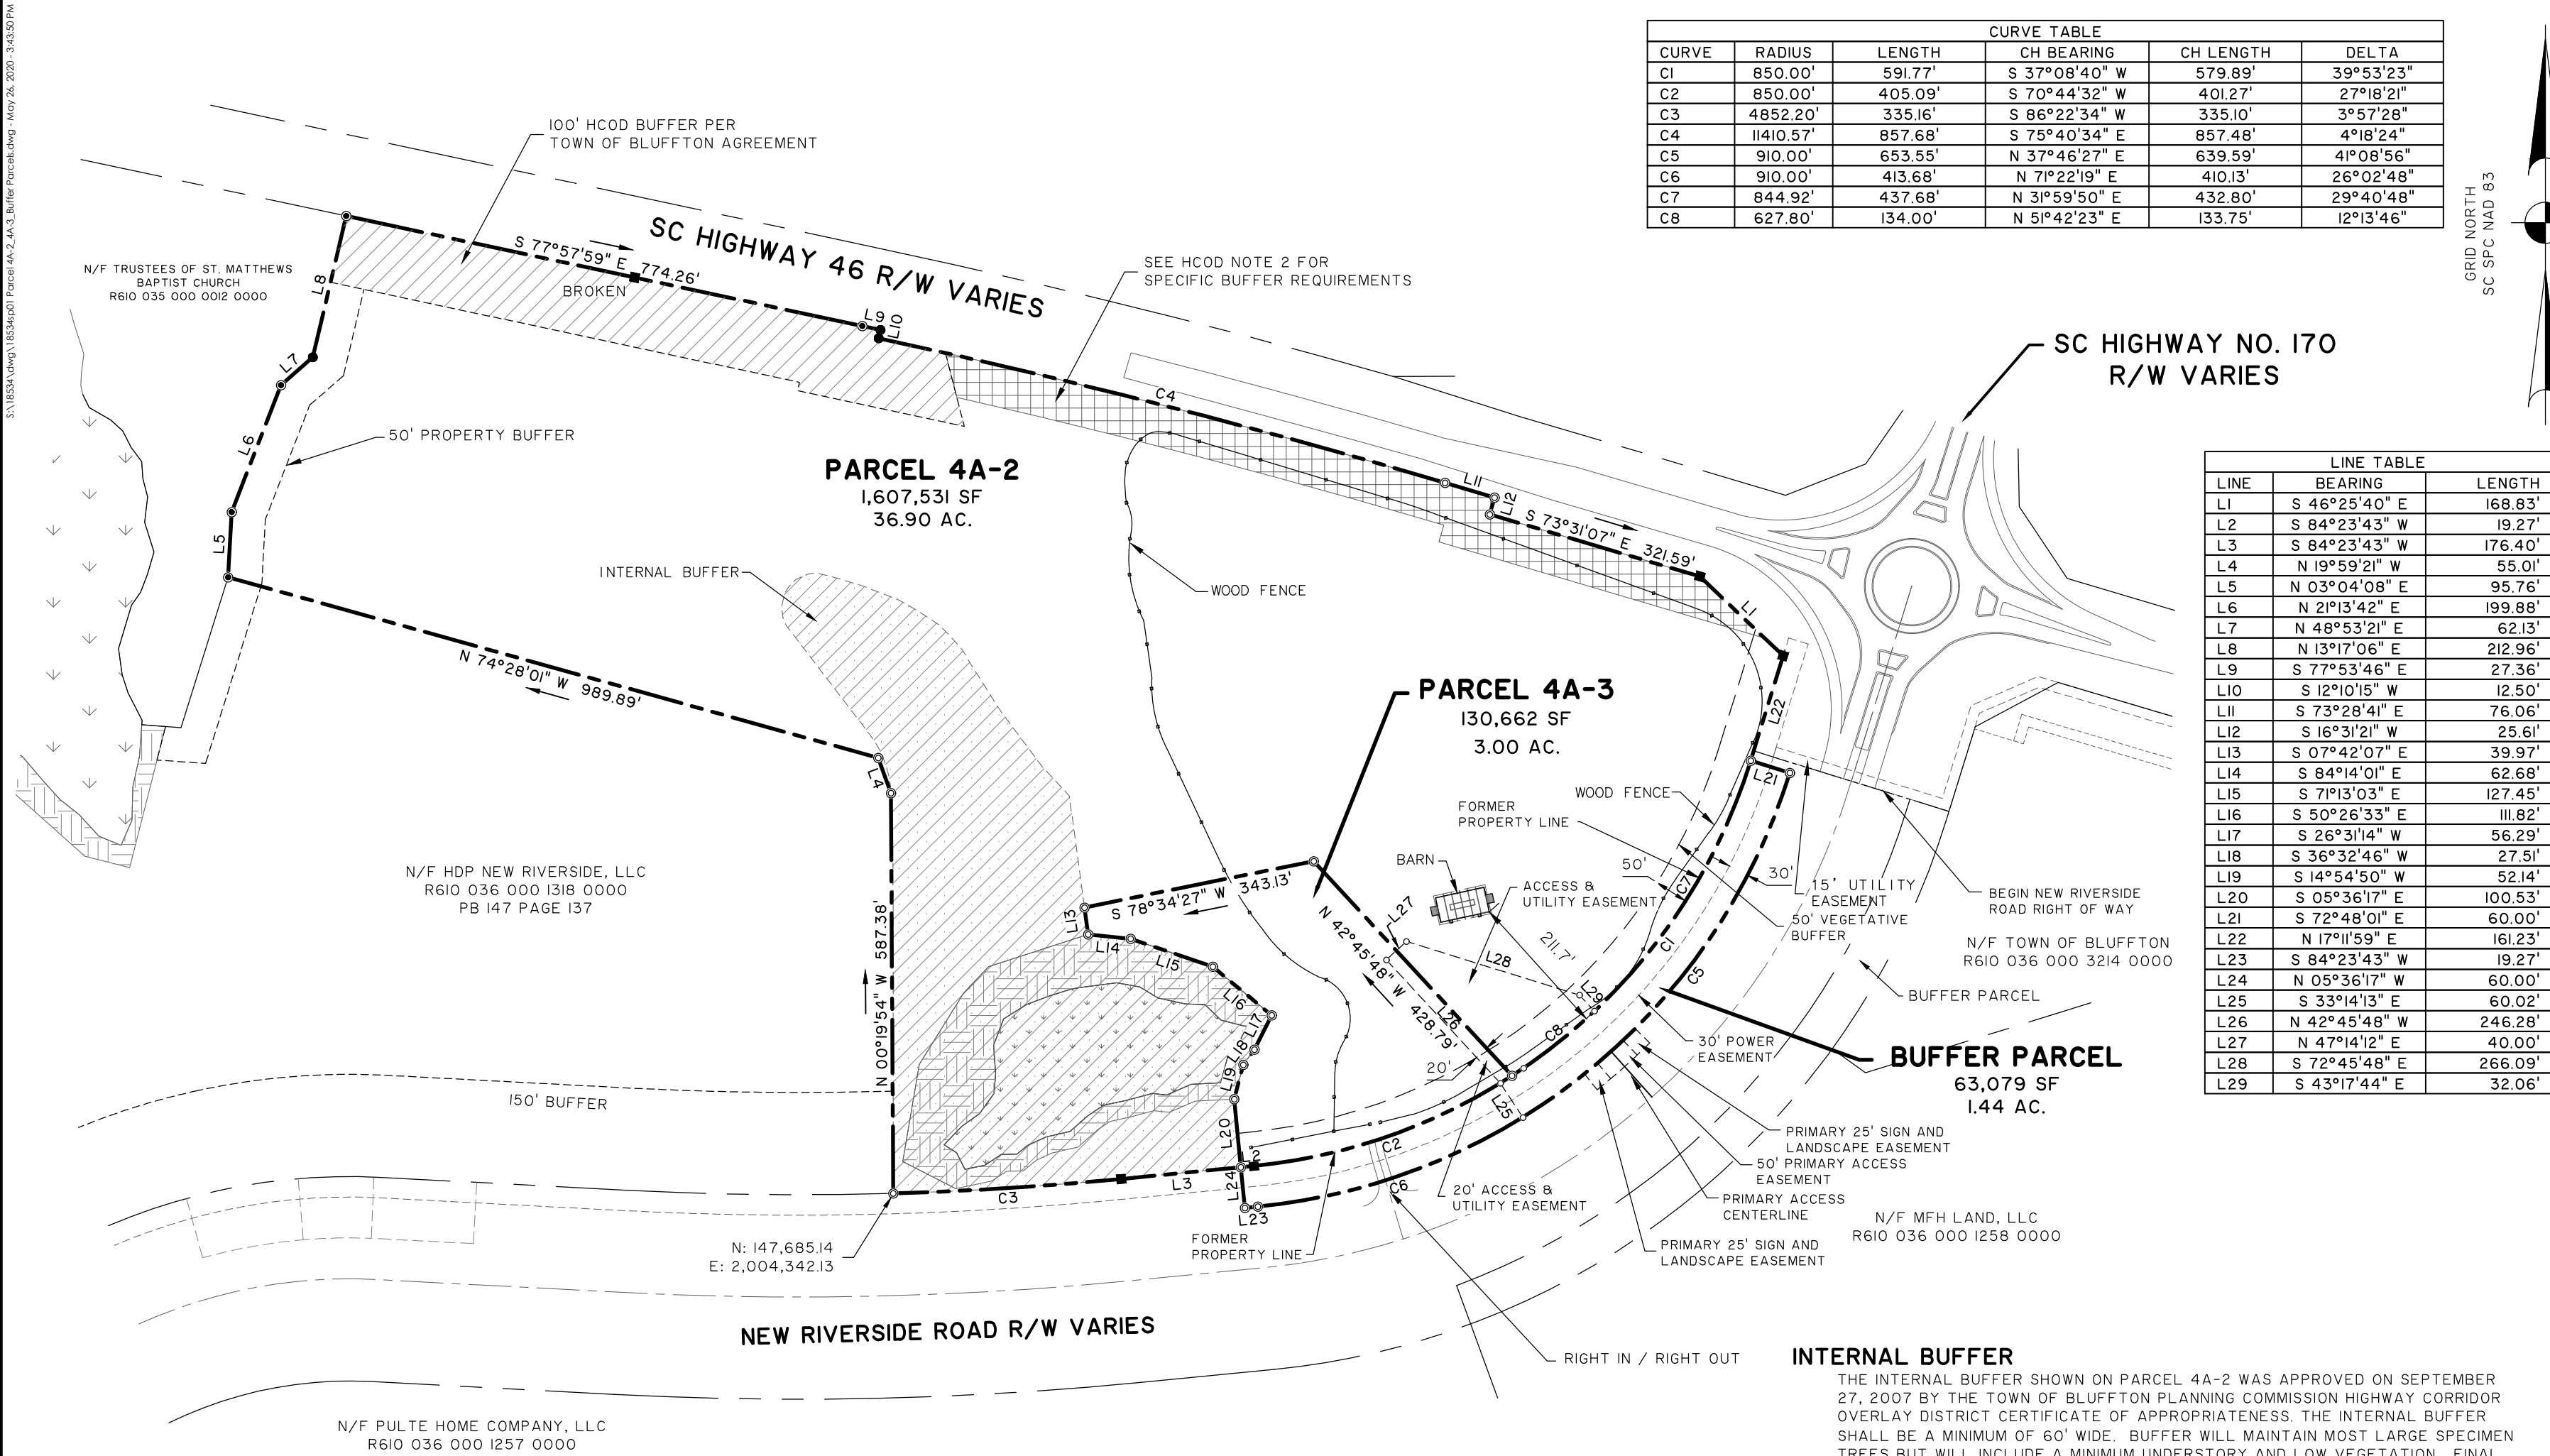 S:\18534\dwg\18534sp01 Parcel 4A-2_4A-3_Buffer Parcels.dwg - May 26, 2020 - 3:43:50 PM
CURVE TABLE
CURVE RADIUS LENGTH CH BEARING CH LENGTH DELTA
C1 850.00' 591.77' S 37°08'40" W 579.89' 39°53'23"
C2 850.00' 405.09' S 70°44'32" W 401.27' 27°18'21"
C3 4852.20' 335.16' S 86°22'34" W 335.10' 3°57'28"
C4 11410.57' 857.68' S 75°40'34" E 857.48' 4°18'24"
C5 910.00' 653.55' N 37°46'27" E 639.59' 41°08'56"
C6 910.00' 413.68' N 71°22'19" E 410.13' 26°02'48"
C7 844.92' 437.68' N 31°59'50" E 432.80' 29°40'48"
C8 627.80' 134.00' N 51°42'23" E 133.75' 12°13'46"
GRID NORTH
SC SPC NAD 83
100' HCOD BUFFER PER
TOWN OF BLUFFTON AGREEMENT
SC HIGHWAY 46 R/W VARIES
S 77°57'59" E 774.26'
BROKEN
N/F TRUSTEES OF ST. MATTHEWS
BAPTIST CHURCH
R610 035 000 0012 0000
SEE HCOD NOTE 2 FOR
SPECIFIC BUFFER REQUIREMENTS
SC HIGHWAY NO. 170
R/W VARIES
L8
L9
L10
L7
C4
L6
50' PROPERTY BUFFER
PARCEL 4A-2
1,607,531 SF
36.90 AC.
L11
L12
S 73°31'07" E 321.59'
L5
INTERNAL BUFFER
WOOD FENCE
L1
N 74°28'01" W 989.89'
L4
PARCEL 4A-3
130,662 SF
3.00 AC.
L22
L21
WOOD FENCE
FORMER
PROPERTY LINE
BARN
50'
C7
30'
ACCESS &
UTILITY EASEMENT
15' UTILITY
EASEMENT
50' VEGETATIVE
BUFFER
BEGIN NEW RIVERSIDE
ROAD RIGHT OF WAY
N/F TOWN OF BLUFFTON
R610 036 000 3214 0000
BUFFER PARCEL
N/F HDP NEW RIVERSIDE, LLC
R610 036 000 1318 0000
PB 147 PAGE 137
N 00°19'54" W 587.38'
S 78°34'27" W 343.13'
L13
L14
L15
L16
L17
L18
L19
L20
N 42°45'48" W 428.79'
L27
L28
L26
211.7'
L29
C1
C5
C8
20'
30' POWER
EASEMENT
BUFFER PARCEL
63,079 SF
1.44 AC.
L25
150' BUFFER
C3
L3
L2
L24
L23
C2
C6
20' ACCESS &
UTILITY EASEMENT
PRIMARY 25' SIGN AND
LANDSCAPE EASEMENT
50' PRIMARY ACCESS
EASEMENT
PRIMARY ACCESS
CENTERLINE
N/F MFH LAND, LLC
R610 036 000 1258 0000
PRIMARY 25' SIGN AND
LANDSCAPE EASEMENT
FORMER
PROPERTY LINE
N: 147,685.14
E: 2,004,342.13
NEW RIVERSIDE ROAD R/W VARIES
RIGHT IN / RIGHT OUT
N/F PULTE HOME COMPANY, LLC
R610 036 000 1257 0000
LINE TABLE
LINE BEARING LENGTH
L1 S 46°25'40" E 168.83'
L2 S 84°23'43" W 19.27'
L3 S 84°23'43" W 176.40'
L4 N 19°59'21" W 55.01'
L5 N 03°04'08" E 95.76'
L6 N 21°13'42" E 199.88'
L7 N 48°53'21" E 62.13'
L8 N 13°17'06" E 212.96'
L9 S 77°53'46" E 27.36'
L10 S 12°10'15" W 12.50'
L11 S 73°28'41" E 76.06'
L12 S 16°31'21" W 25.61'
L13 S 07°42'07" E 39.97'
L14 S 84°14'01" E 62.68'
L15 S 71°13'03" E 127.45'
L16 S 50°26'33" E 111.82'
L17 S 26°31'14" W 56.29'
L18 S 36°32'46" W 27.51'
L19 S 14°54'50" W 52.14'
L20 S 05°36'17" E 100.53'
L21 S 72°48'01" E 60.00'
L22 N 17°11'59" E 161.23'
L23 S 84°23'43" W 19.27'
L24 N 05°36'17" W 60.00'
L25 S 33°14'13" E 60.02'
L26 N 42°45'48" W 246.28'
L27 N 47°14'12" E 40.00'
L28 S 72°45'48" E 266.09'
L29 S 43°17'44" E 32.06'
INTERNAL BUFFER
THE INTERNAL BUFFER SHOWN ON PARCEL 4A-2 WAS APPROVED ON SEPTEMBER
27, 2007 BY THE TOWN OF BLUFFTON PLANNING COMMISSION HIGHWAY CORRIDOR
OVERLAY DISTRICT CERTIFICATE OF APPROPRIATENESS. THE INTERNAL BUFFER
SHALL BE A MINIMUM OF 60' WIDE. BUFFER WILL MAINTAIN MOST LARGE SPECIMEN
TREES BUT WILL INCLUDE A MINIMUM UNDERSTORY AND LOW VEGETATION. FINAL